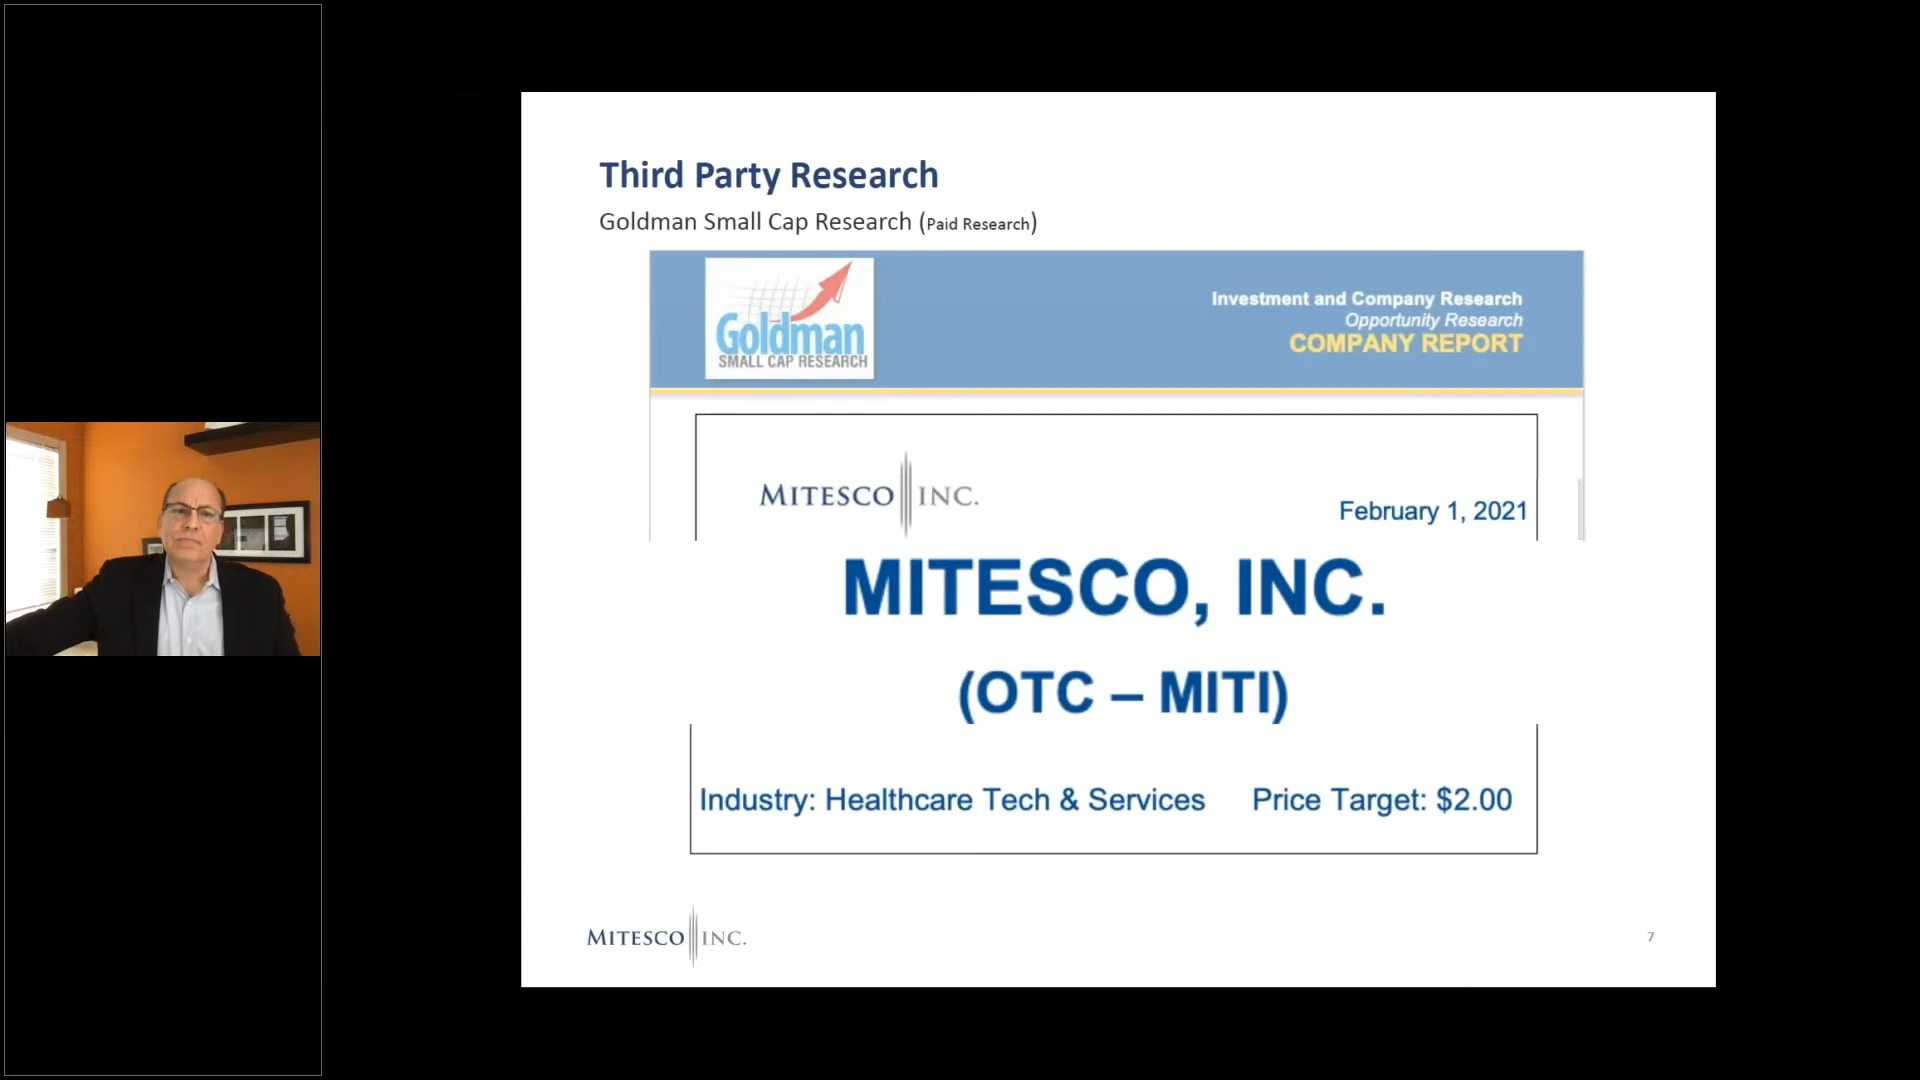 Third Party Research
Goldman Small Cap Research (Paid Research)
Goldman
SMALL CAP RESEARCH
Investment and Company Research
Opportunity Research
COMPANY REPORT
MITESCO INC.
February 1, 2021
MITESCO, INC.
(OTC – MITI)
Industry: Healthcare Tech & Services Price Target: $2.00
MITESCO INC.
7